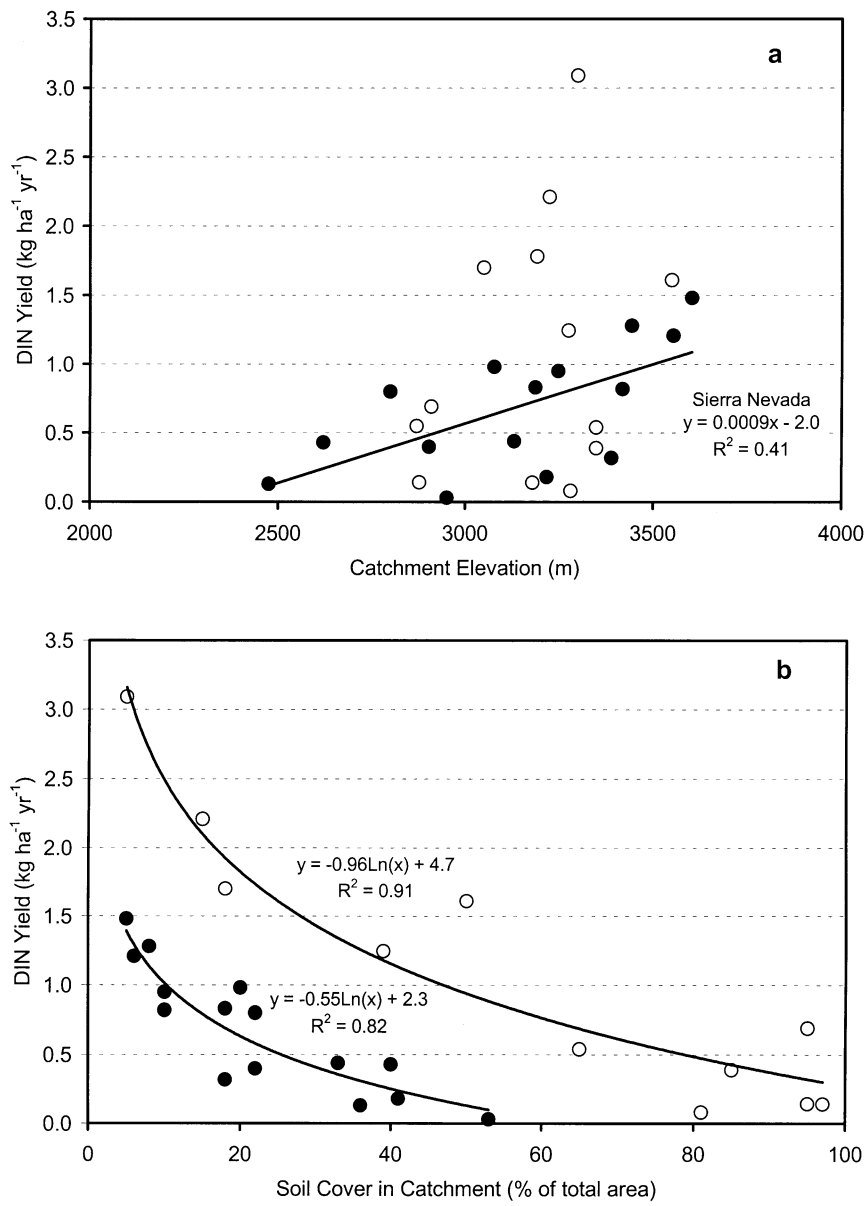 a
3.5
3.0
2.5
2.0
1.5
1.0
0.5
0.0
DIN Yield (kg ha⁻¹ yr⁻¹)
Sierra Nevada
y = 0.0009x - 2.0
R² = 0.41
2000 2500 3000 3500 4000
Catchment Elevation (m)
b
3.5
3.0
2.5
2.0
1.5
1.0
0.5
0.0
DIN Yield (kg ha⁻¹ yr⁻¹)
y = -0.96Ln(x) + 4.7
R² = 0.91
y = -0.55Ln(x) + 2.3
R² = 0.82
0 20 40 60 80 100
Soil Cover in Catchment (% of total area)